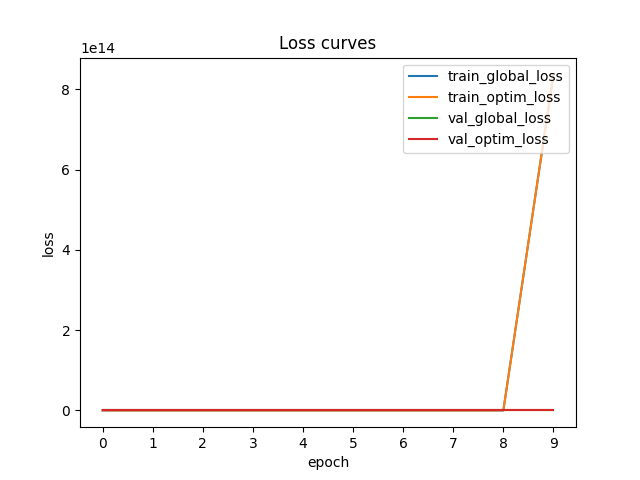 Loss curves
1e14
train_global_loss
train_optim_loss
val_global_loss
val_optim_loss
8
6
4
2
0
loss
0 1 2 3 4 5 6 7 8 9
epoch